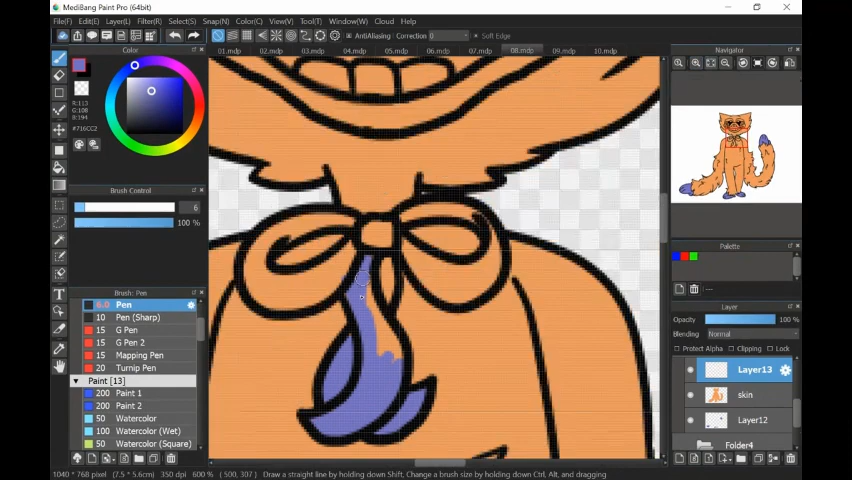 MediBang Paint Pro (64bit)
File(F) Edit(E) Layer(L) Filter(R) Select(S) Snap(N) Color(C) View(V) Tool(T) Window(W) Cloud Help
AntiAliasing Correction 0 Soft Edge
Color
01.mdp 02.mdp 03.mdp 04.mdp 05.mdp 06.mdp 07.mdp 08.mdp 09.mdp 10.mdp
Navigator
R:113
G:108
B:194
#716CC2
Brush Control
6
100 %
Palette
---
Brush: Pen
6.0 Pen
10 Pen (Sharp)
15 G Pen
15 G Pen 2
15 Mapping Pen
20 Turnip Pen
Paint [13]
200 Paint 1
200 Paint 2
50 Watercolor
100 Watercolor (Wet)
50 Watercolor (Square)
Layer
Opacity 100 %
Blending Normal
Protect Alpha Clipping Lock
Layer13
skin
Layer12
Folder4
1040 * 768 pixel (7.5 * 5.6cm) 350 dpi 600 % ( 500, 307 ) Draw a straight line by holding down Shift, Change a brush size by holding down Ctrl, Alt, and dragging